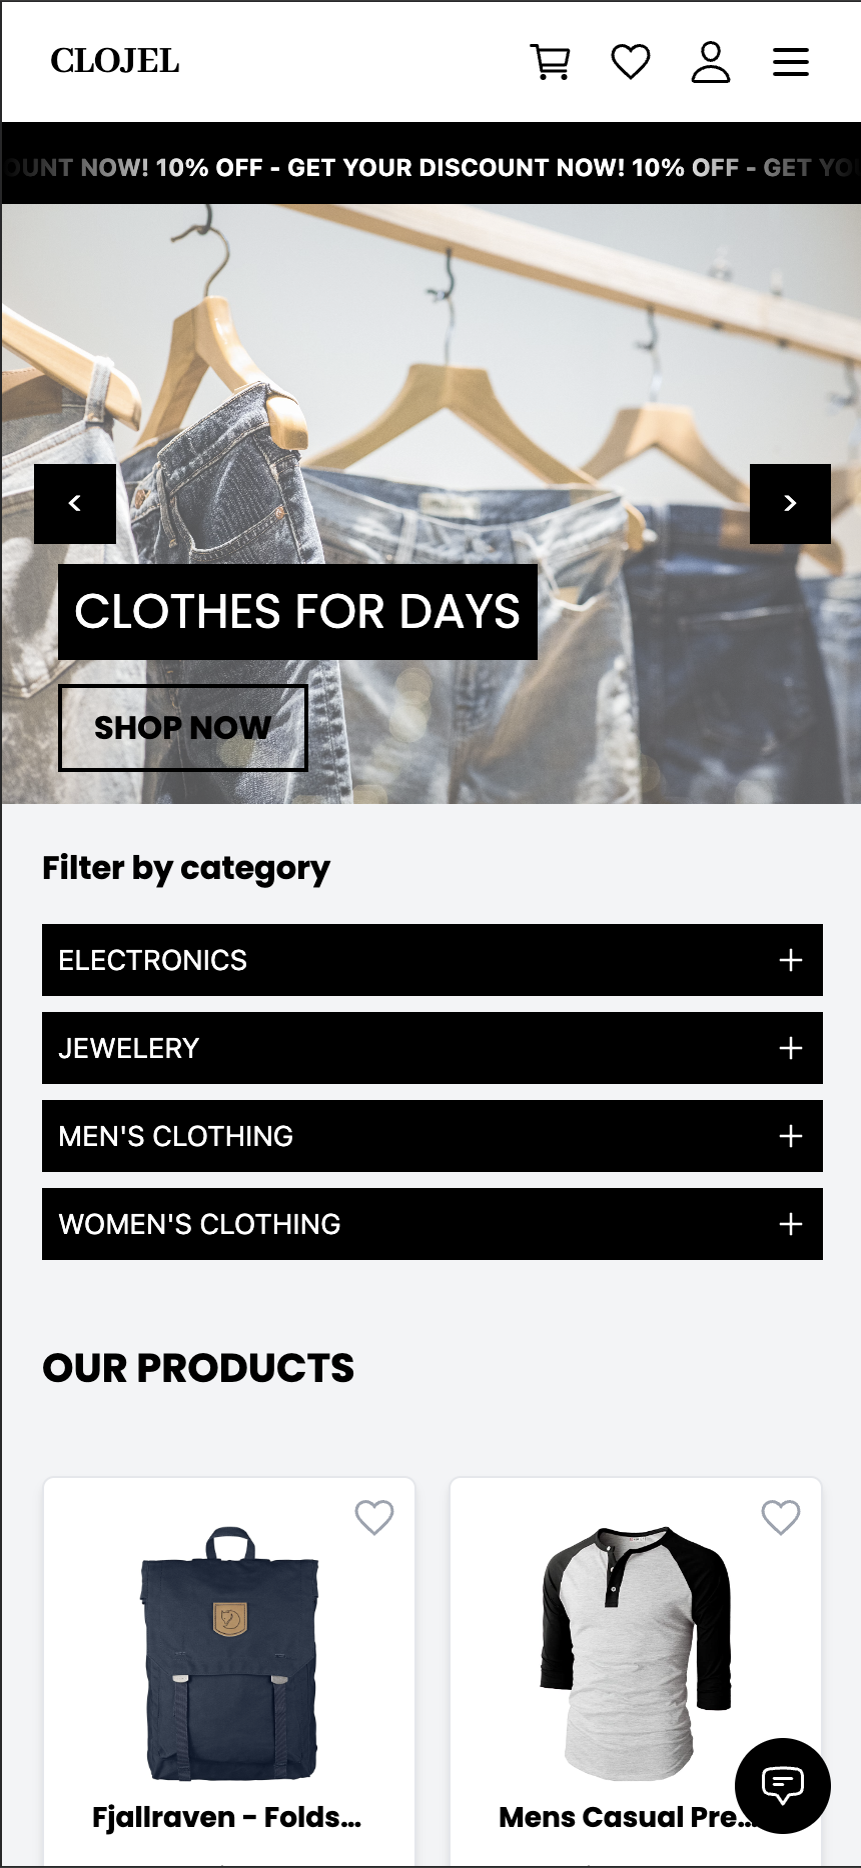 CLOJEL
OUNT NOW! 10% OFF - GET YOUR DISCOUNT NOW! 10% OFF - GET YO
<
>
CLOTHES FOR DAYS
SHOP NOW
Filter by category
ELECTRONICS +
JEWELERY +
MEN'S CLOTHING +
WOMEN'S CLOTHING +
OUR PRODUCTS
Fjallraven - Folds...
Mens Casual Pre...